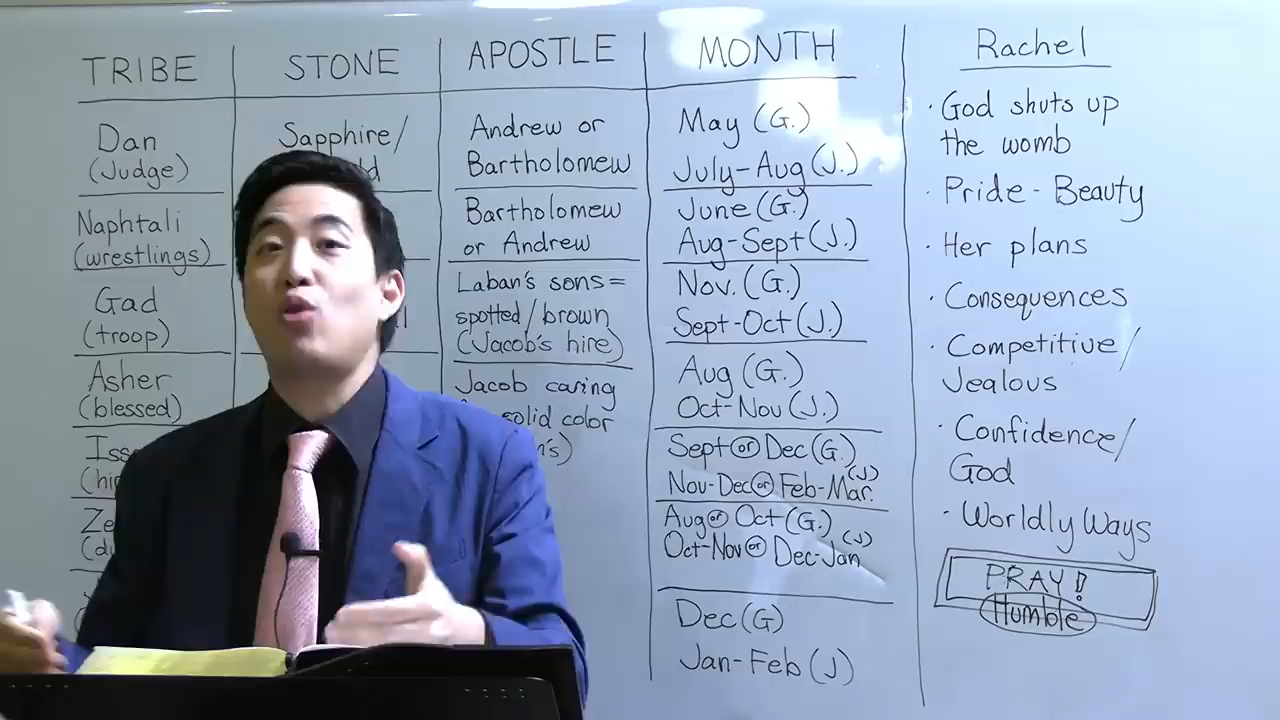 TRIBE
STONE
APOSTLE
MONTH
Dan
(Judge)
Sapphire/
Andrew or
Bartholomew
May (G.)
July-Aug (J.)
Naphtali
(wrestlings)
Bartholomew
or Andrew
June (G.)
Aug-Sept (J.)
Gad
(troop)
Laban's sons=
spotted/brown
(Jacob's hire)
Nov. (G.)
Sept-Oct (J.)
Asher
(blessed)
Jacob caring
solid color
Aug (G.)
Oct-Nov (J.)
Sept or Dec (G.)
Nov-Dec or Feb-Mar. (J)
Aug or Oct (G.)
Oct-Nov or Dec-Jan (J)
Dec (G)
Jan-Feb (J)
Rachel
· God shuts up
the womb
· Pride - Beauty
· Her plans
· Consequences
· Competitive/
Jealous
· Confidence/
God
· Worldly Ways
PRAY!
Humble